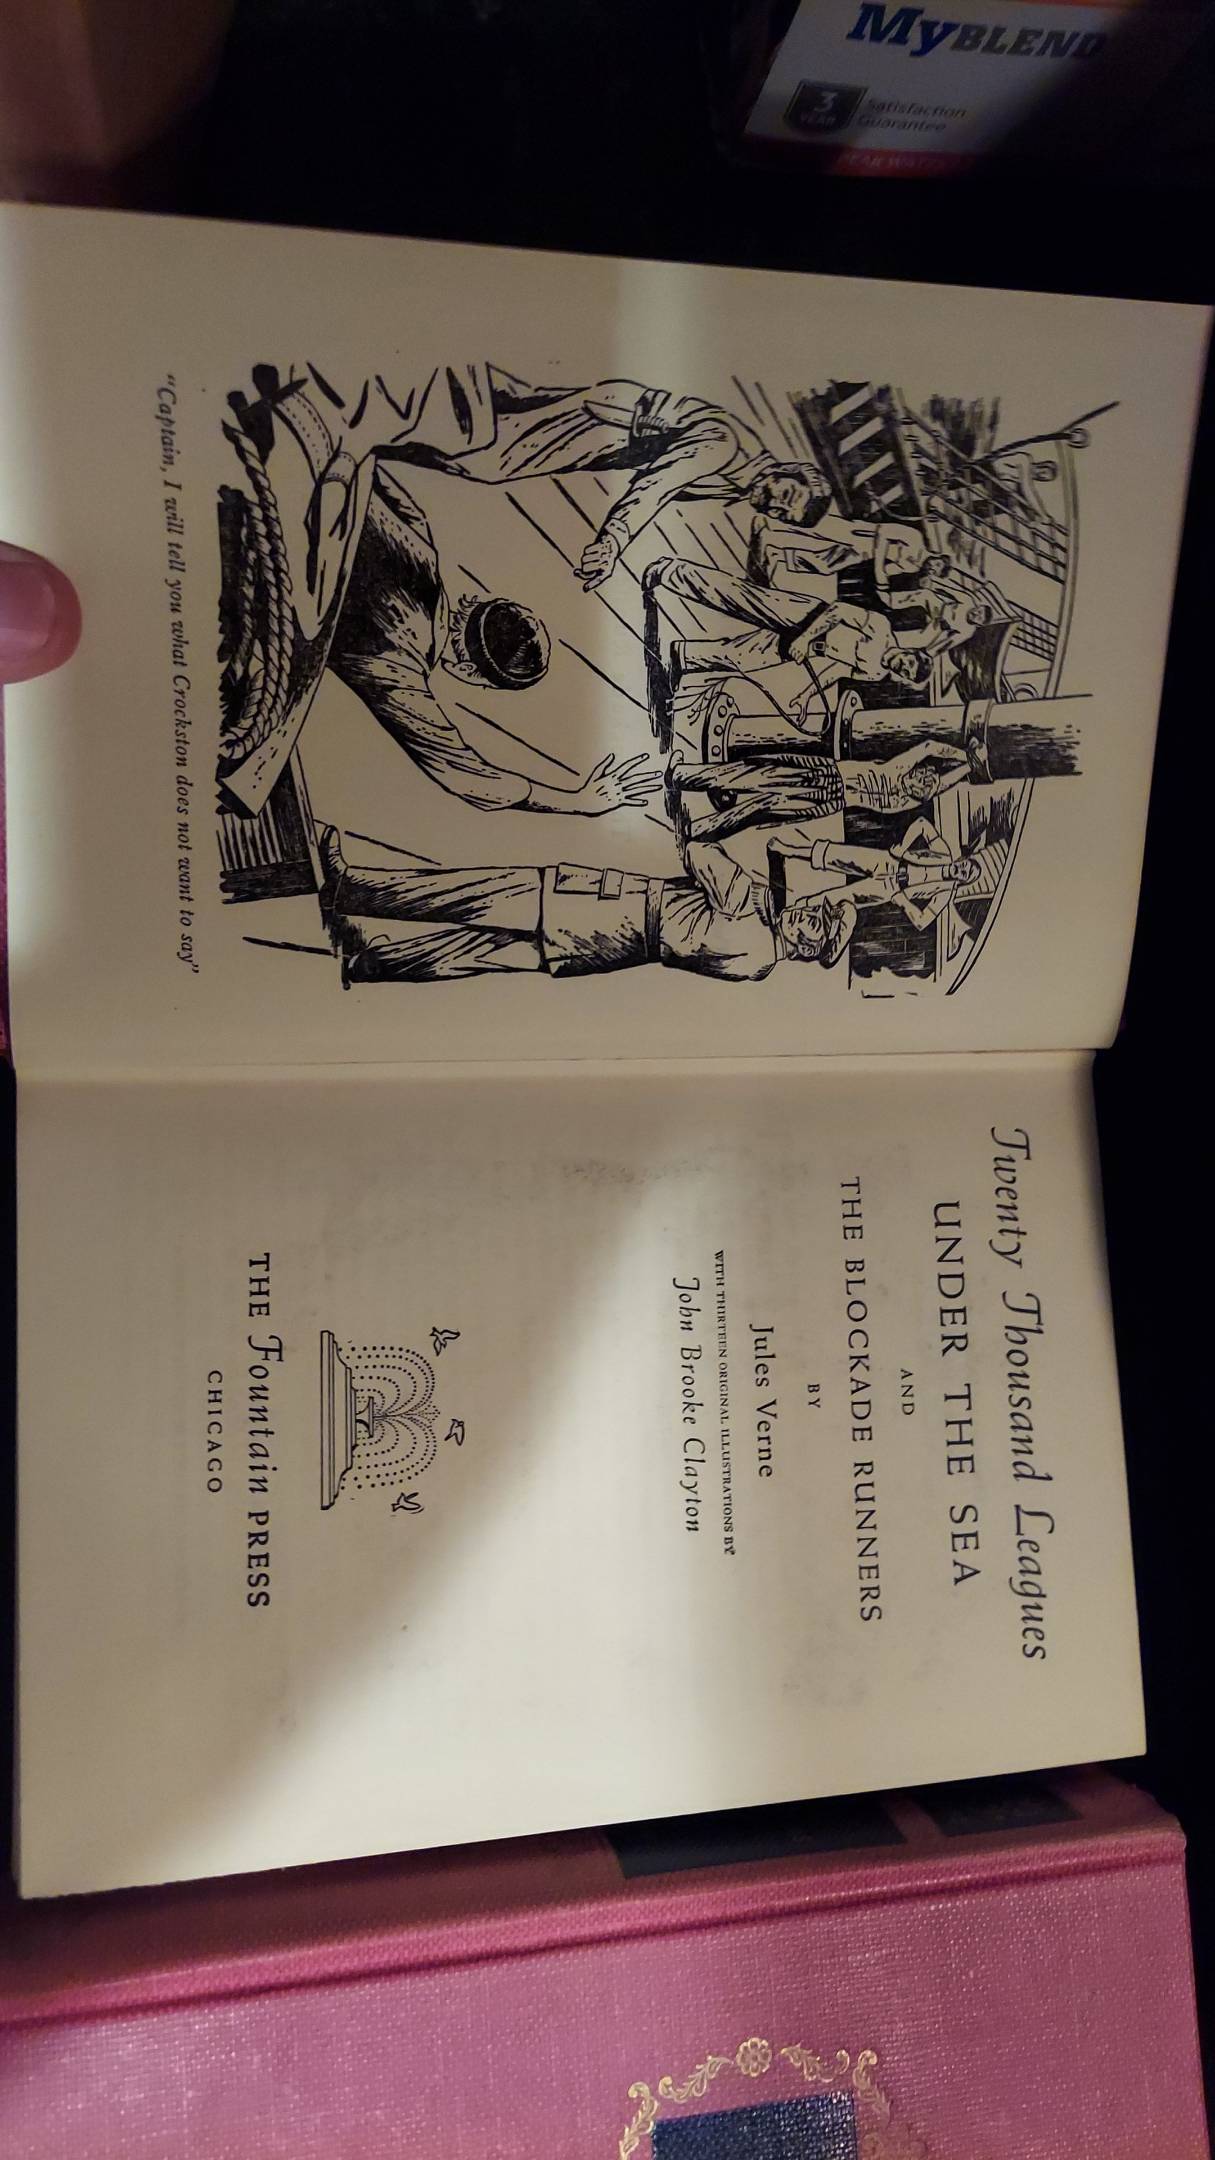 MyBLEND
3
YEAR
Satisfaction
Guarantee
"Captain, I will tell you what Crockston does not want to say"
Twenty Thousand Leagues
UNDER THE SEA
AND
THE BLOCKADE RUNNERS
BY
Jules Verne
WITH THIRTEEN ORIGINAL ILLUSTRATIONS BY
John Brooke Clayton
THE Fountain PRESS
CHICAGO